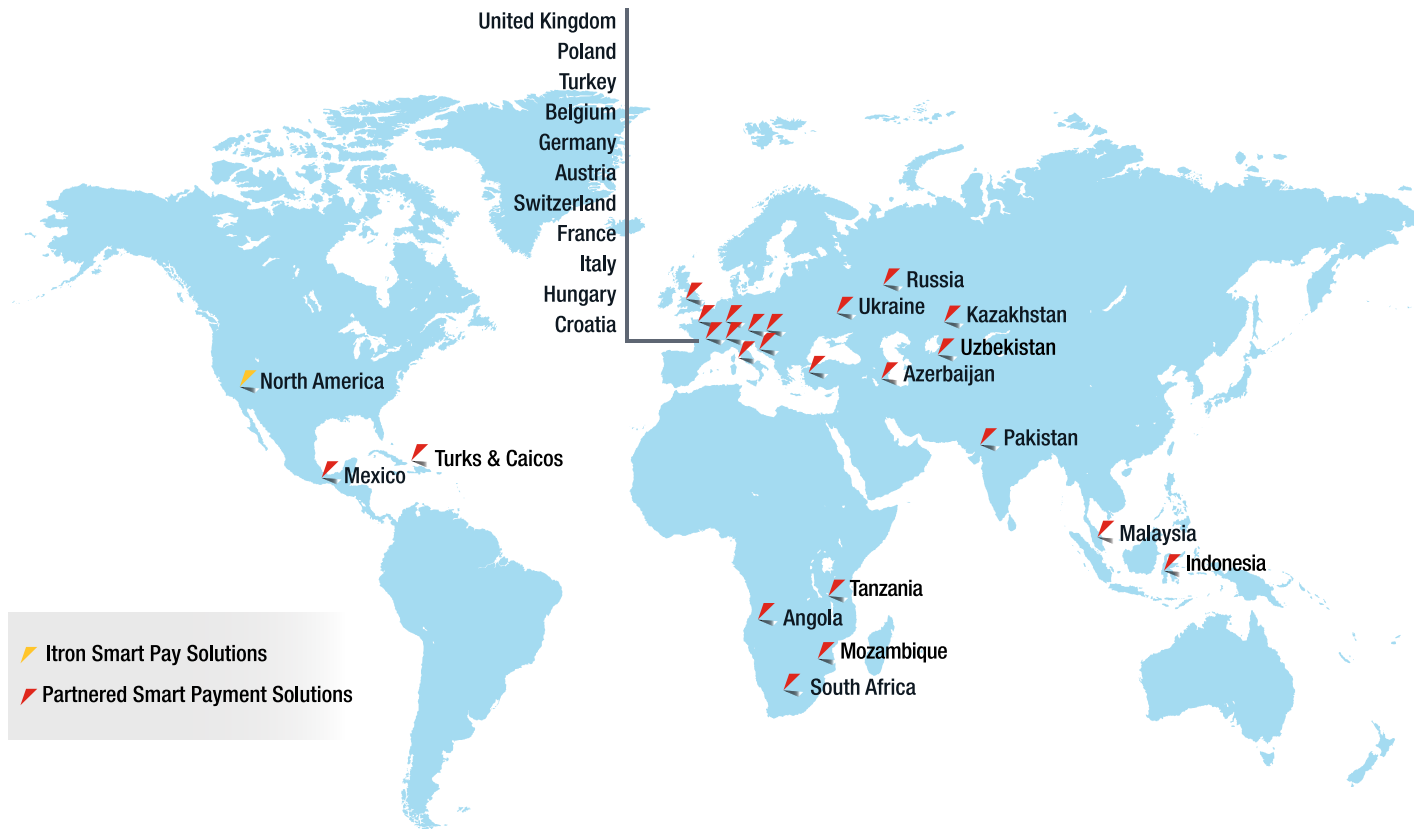 United Kingdom
Poland
Turkey
Belgium
Germany
Austria
Switzerland
France
Italy
Hungary
Croatia
Russia
Ukraine
Kazakhstan
Uzbekistan
Azerbaijan
North America
Pakistan
Turks & Caicos
Mexico
Malaysia
Indonesia
Tanzania
Angola
Mozambique
South Africa
Itron Smart Pay Solutions
Partnered Smart Payment Solutions